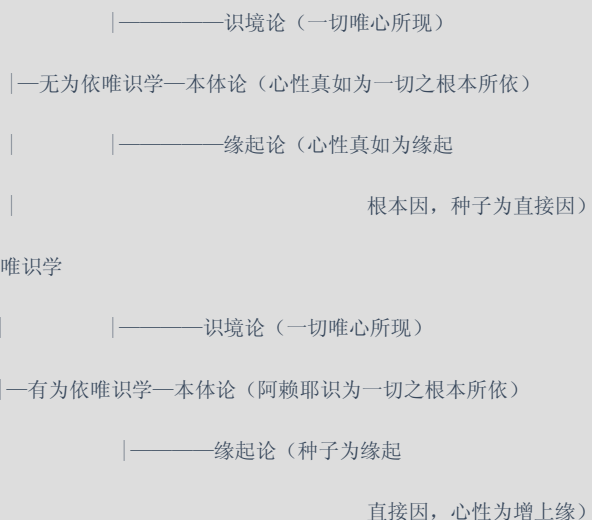 |—————识境论（一切唯心所现）
|—无为依唯识学—本体论（心性真如为一切之根本所依）
| |—————缘起论（心性真如为缘起
| 根本因，种子为直接因）
唯识学
| |————识境论（一切唯心所现）
|—有为依唯识学—本体论（阿赖耶识为一切之根本所依）
|————缘起论（种子为缘起
直接因，心性为增上缘）